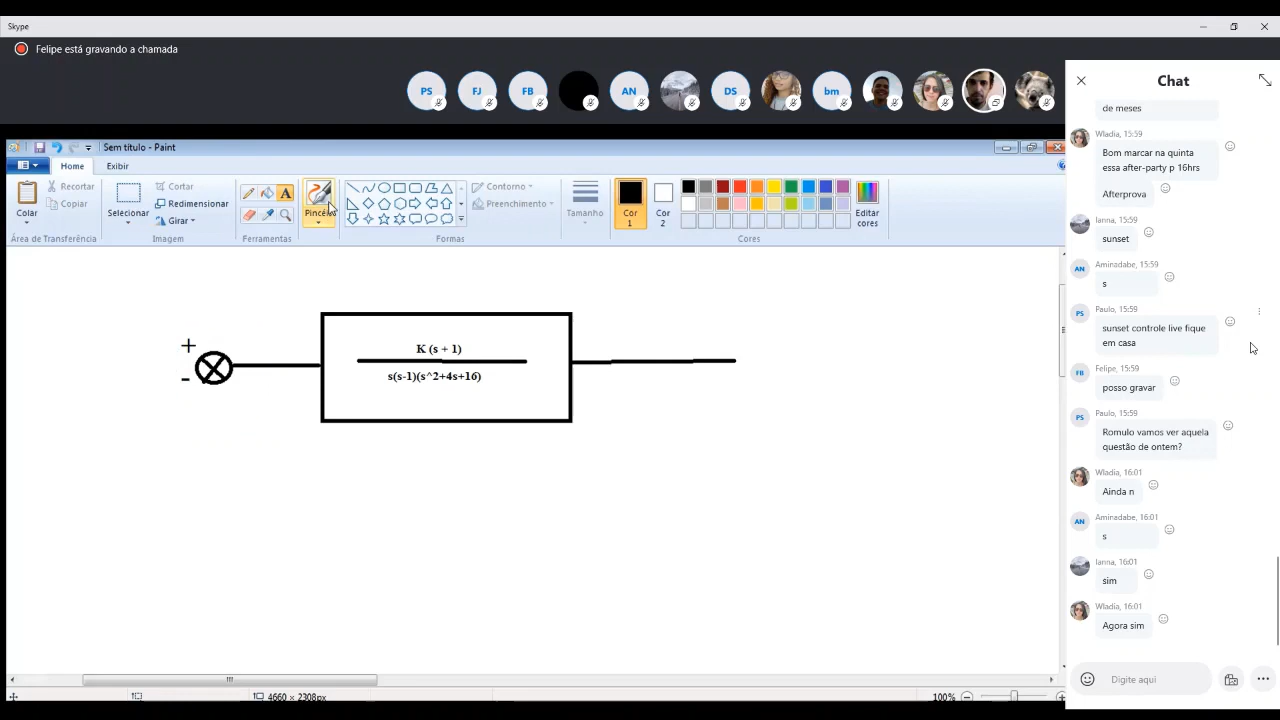 Skype
Felipe está gravando a chamada
PS
FJ
FB
AN
DS
bm
Chat
de meses
Wladia, 15:59
Bom marcar na quinta
essa after-party p 16hrs
Afterprova
Ianna, 15:59
sunset
AN
Aminadabe, 15:59
s
PS
Paulo, 15:59
sunset controle live fique
em casa
FB
Felipe, 15:59
posso gravar
PS
Paulo, 15:59
Romulo vamos ver aquela
questão de ontem?
Wladia, 16:01
Ainda n
AN
Aminadabe, 16:01
s
Ianna, 16:01
sim
Wladia, 16:01
Agora sim
Digite aqui
Sem título - Paint
Home
Exibir
Colar
Recortar
Copiar
Área de Transferência
Selecionar
Cortar
Redimensionar
Girar
Imagem
A
Ferramentas
Pincéis
Contorno
Preenchimento
Formas
Tamanho
Cor
1
Cor
2
Editar
cores
Cores
+
-
K (s + 1)
s(s-1)(s^2+4s+16)
4660 × 2308px
100%